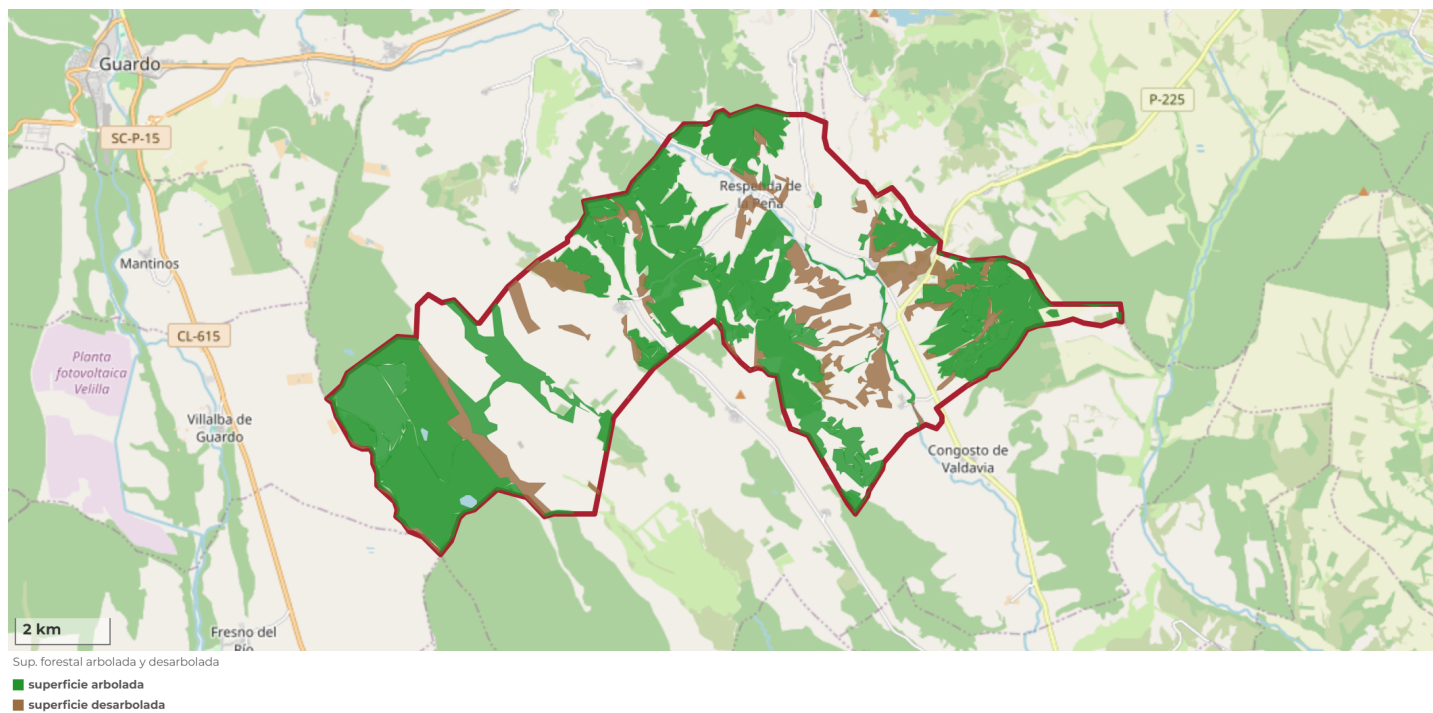 Guardo
P-225
SC-P-15
Respenda de
la Peña
Mantinos
CL-615
Planta
fotovoltaica
Velilla
Villalba de
Guardo
Congosto de
Valdavia
2 km
Fresno del
Río
Sup. forestal arbolada y desarbolada
superficie arbolada
superficie desarbolada